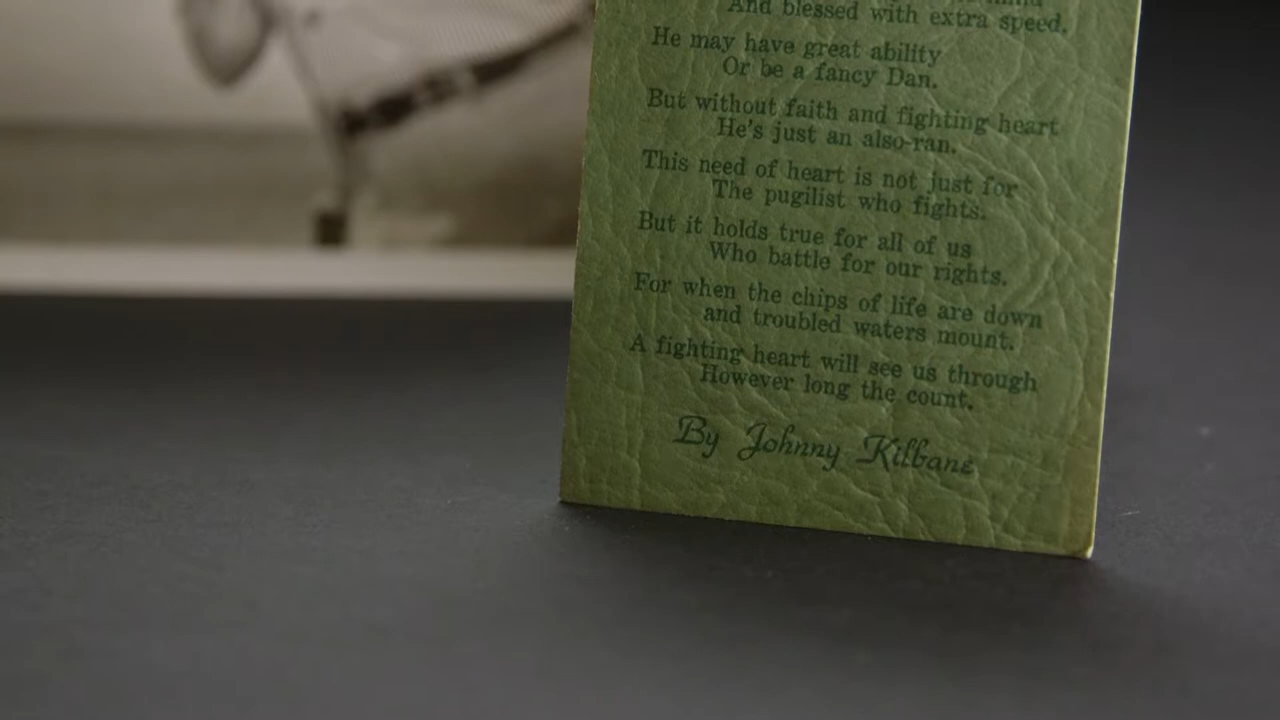 And blessed with extra speed.
He may have great ability
Or be a fancy Dan.
But without faith and fighting heart
He's just an also-ran.
This need of heart is not just for
The pugilist who fights.
But it holds true for all of us
Who battle for our rights.
For when the chips of life are down
and troubled waters mount.
A fighting heart will see us through
However long the count.
By Johnny Kilbane